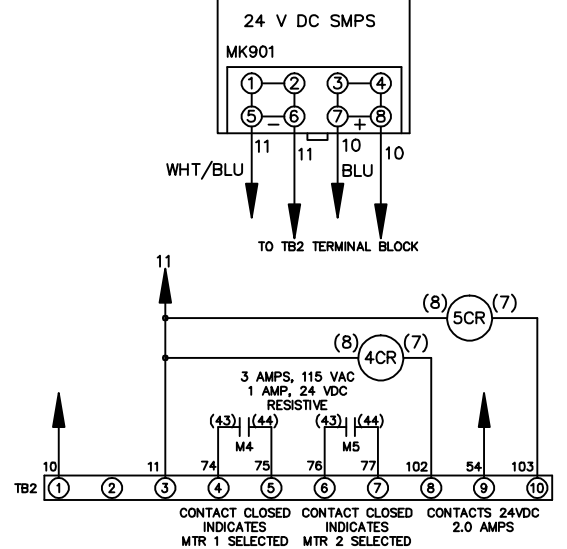 24 V DC SMPS
MK901
1 2 3 4
5 – 6 7 + 8
11 11 10 10
WHT/BLU BLU
TO TB2 TERMINAL BLOCK
11
(8) 5CR (7)
(8) 4CR (7)
3 AMPS, 115 VAC
1 AMP, 24 VDC
RESISTIVE
(43) (44) (43) (44)
M4 M5
10 11 74 75 76 77 102 54 103
TB2 1 2 3 4 5 6 7 8 9 10
CONTACT CLOSED
INDICATES
MTR 1 SELECTED
CONTACT CLOSED
INDICATES
MTR 2 SELECTED
CONTACTS 24VDC
2.0 AMPS